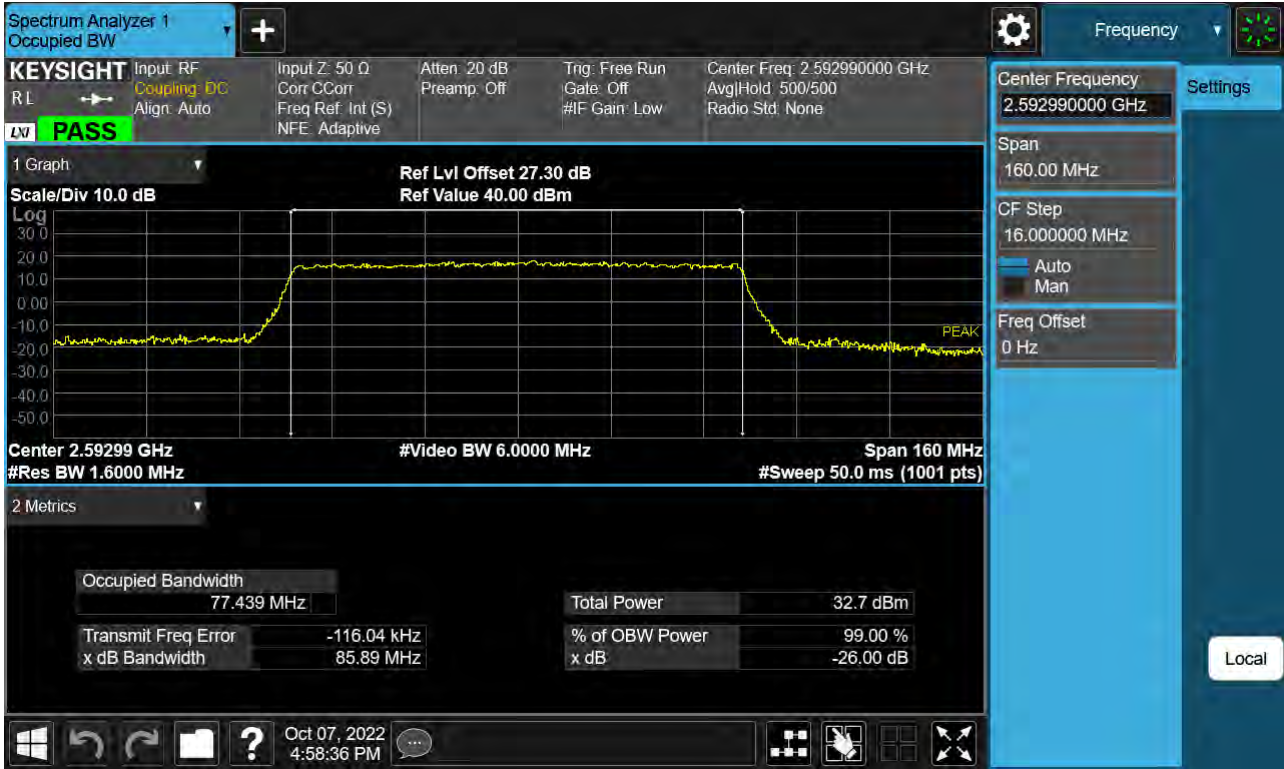 Spectrum Analyzer 1
Occupied BW
+
Frequency
KEYSIGHT
RL
LXI PASS
Input: RF
Coupling: DC
Align: Auto
Input Z: 50 Ω
Corr CCorr
Freq Ref: Int (S)
NFE: Adaptive
Atten: 20 dB
Preamp: Off
Trig: Free Run
Gate: Off
#IF Gain: Low
Center Freq: 2.592990000 GHz
Avg|Hold: 500/500
Radio Std: None
Center Frequency
2.592990000 GHz
Settings
Span
160.00 MHz
CF Step
16.000000 MHz
Auto
Man
Freq Offset
0 Hz
Local
1 Graph
Scale/Div 10.0 dB
Ref Lvl Offset 27.30 dB
Ref Value 40.00 dBm
Log
30.0
20.0
10.0
0.00
-10.0
-20.0
-30.0
-40.0
-50.0
PEAK
Center 2.59299 GHz
#Video BW 6.0000 MHz
Span 160 MHz
#Res BW 1.6000 MHz
#Sweep 50.0 ms (1001 pts)
2 Metrics
Occupied Bandwidth
77.439 MHz
Total Power 32.7 dBm
Transmit Freq Error -116.04 kHz
% of OBW Power 99.00 %
x dB Bandwidth 85.89 MHz
x dB -26.00 dB
?
Oct 07, 2022
4:58:36 PM